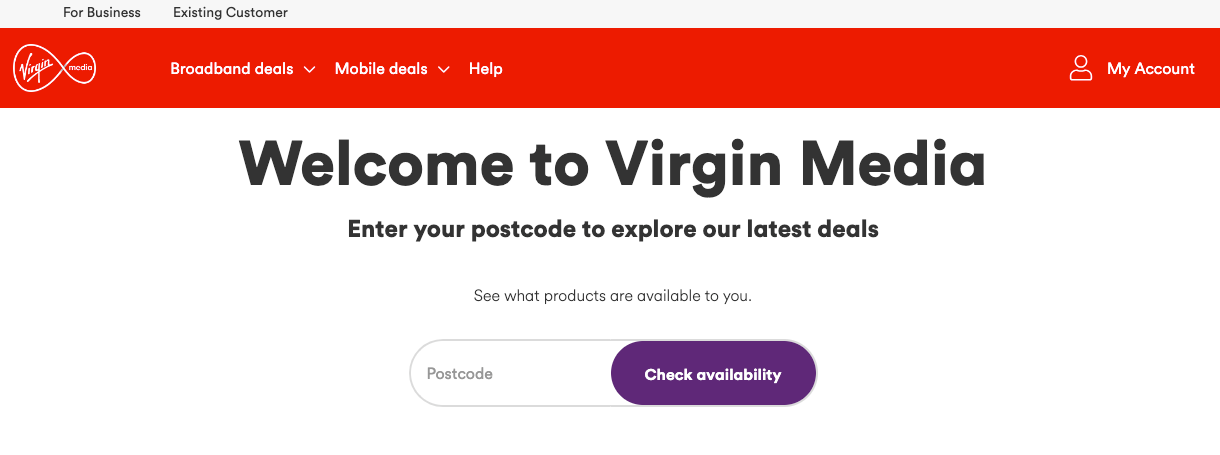 For Business Existing Customer
Virgin media Broadband deals Mobile deals Help My Account
Welcome to Virgin Media
Enter your postcode to explore our latest deals
See what products are available to you.
Postcode Check availability